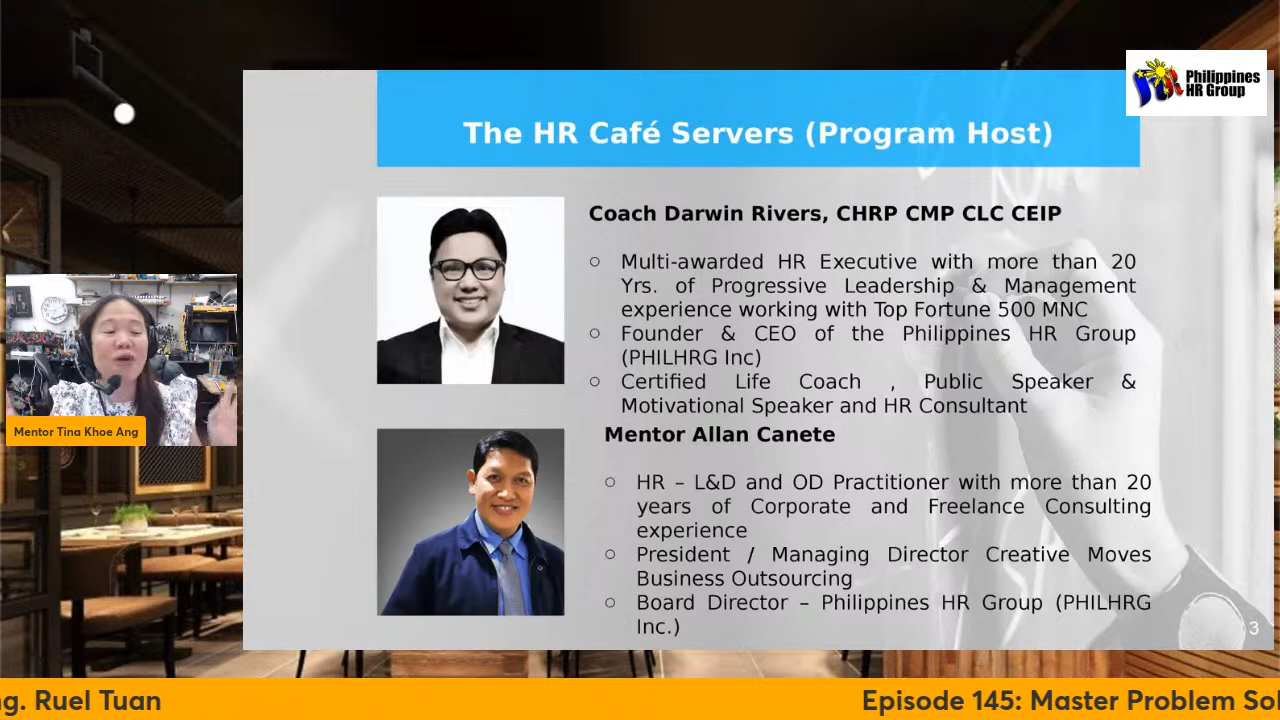 Philippines
HR Group
The HR Café Servers (Program Host)
Coach Darwin Rivers, CHRP CMP CLC CEIP
○ Multi-awarded HR Executive with more than 20
Yrs. of Progressive Leadership & Management
experience working with Top Fortune 500 MNC
○ Founder & CEO of the Philippines HR Group
(PHILHRG Inc)
○ Certified Life Coach , Public Speaker &
Motivational Speaker and HR Consultant
Mentor Allan Canete
○ HR – L&D and OD Practitioner with more than 20
years of Corporate and Freelance Consulting
experience
○ President / Managing Director Creative Moves
Business Outsourcing
○ Board Director – Philippines HR Group (PHILHRG
Inc.)
3
Mentor Tina Khoe Ang
g. Ruel Tuan
Episode 145: Master Problem Sol